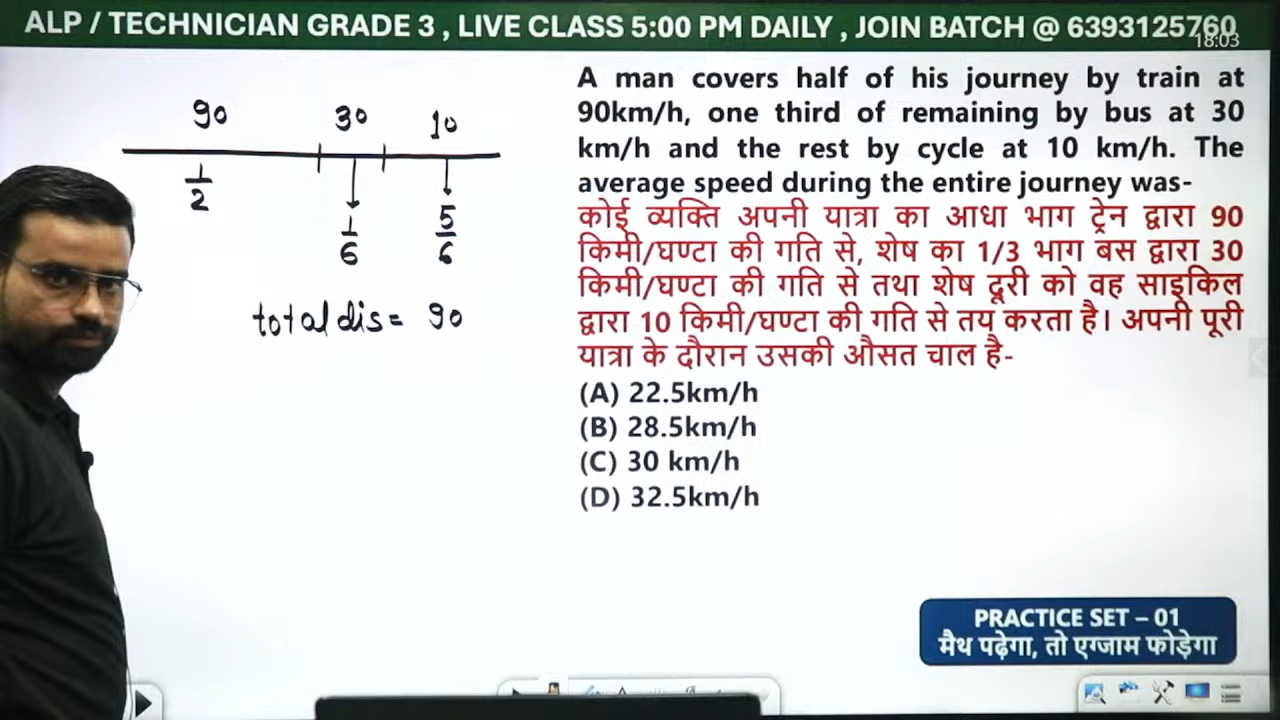 ALP / TECHNICIAN GRADE 3 , LIVE CLASS 5:00 PM DAILY , JOIN BATCH @ 6393125760
18:03
90 30 10
1/2
1/6 5/6
total dis = 90
A man covers half of his journey by train at
90km/h, one third of remaining by bus at 30
km/h and the rest by cycle at 10 km/h. The
average speed during the entire journey was-
कोई व्यक्ति अपनी यात्रा का आधा भाग ट्रेन द्वारा 90
किमी/घण्टा की गति से, शेष का 1/3 भाग बस द्वारा 30
किमी/घण्टा की गति से तथा शेष दूरी को वह साइकिल
द्वारा 10 किमी/घण्टा की गति से तय करता है। अपनी पूरी
यात्रा के दौरान उसकी औसत चाल है-
(A) 22.5km/h
(B) 28.5km/h
(C) 30 km/h
(D) 32.5km/h
PRACTICE SET – 01
मैथ पढ़ेगा, तो एग्जाम फोड़ेगा